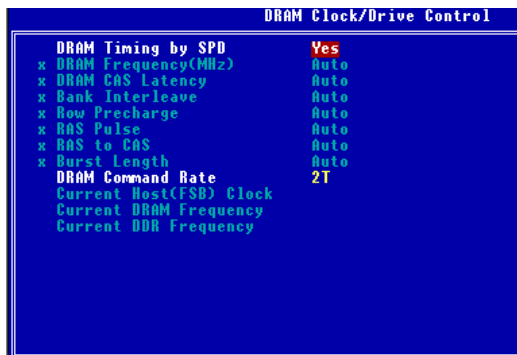 DRAM Clock/Drive Control
DRAM Timing by SPD Yes
x DRAM Frequency(MHz) Auto
x DRAM CAS Latency Auto
x Bank Interleave Auto
x Row Precharge Auto
x RAS Pulse Auto
x RAS to CAS Auto
x Burst Length Auto
DRAM Command Rate 2T
Current Host(FSB) Clock
Current DRAM Frequency
Current DDR Frequency